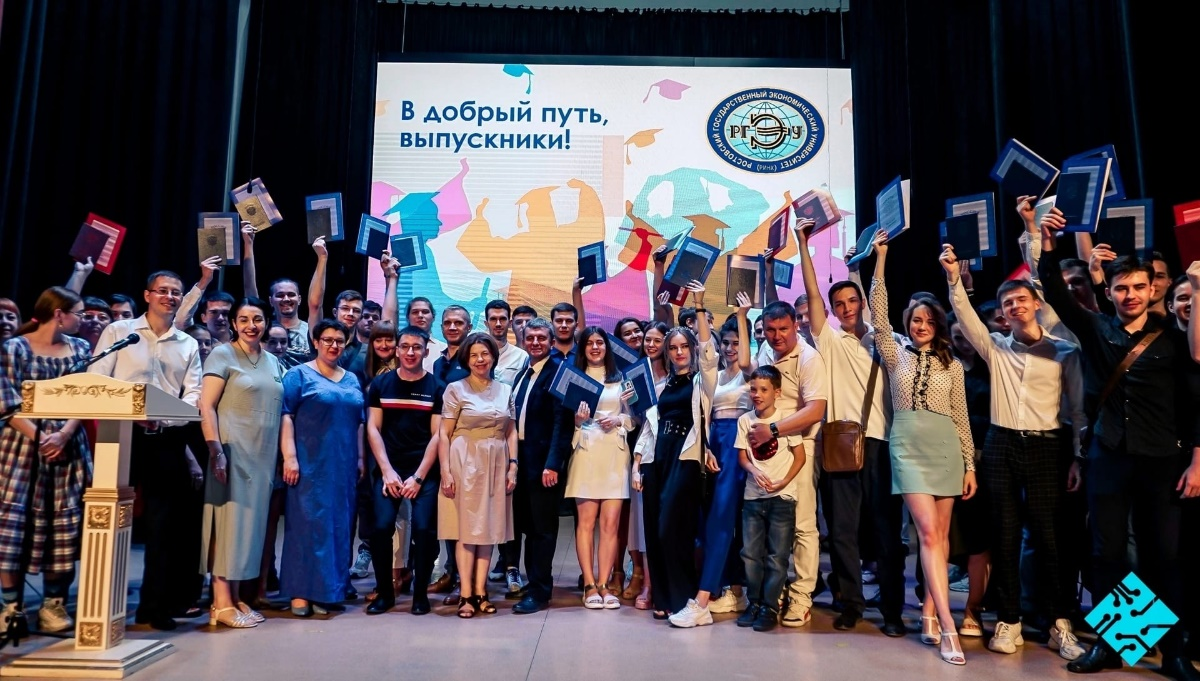 В добрый путь,
выпускники!
РОСТОВСКИЙ ГОСУДАРСТВЕННЫЙ ЭКОНОМИЧЕСКИЙ УНИВЕРСИТЕТ
РГЭУ
(РИНХ)